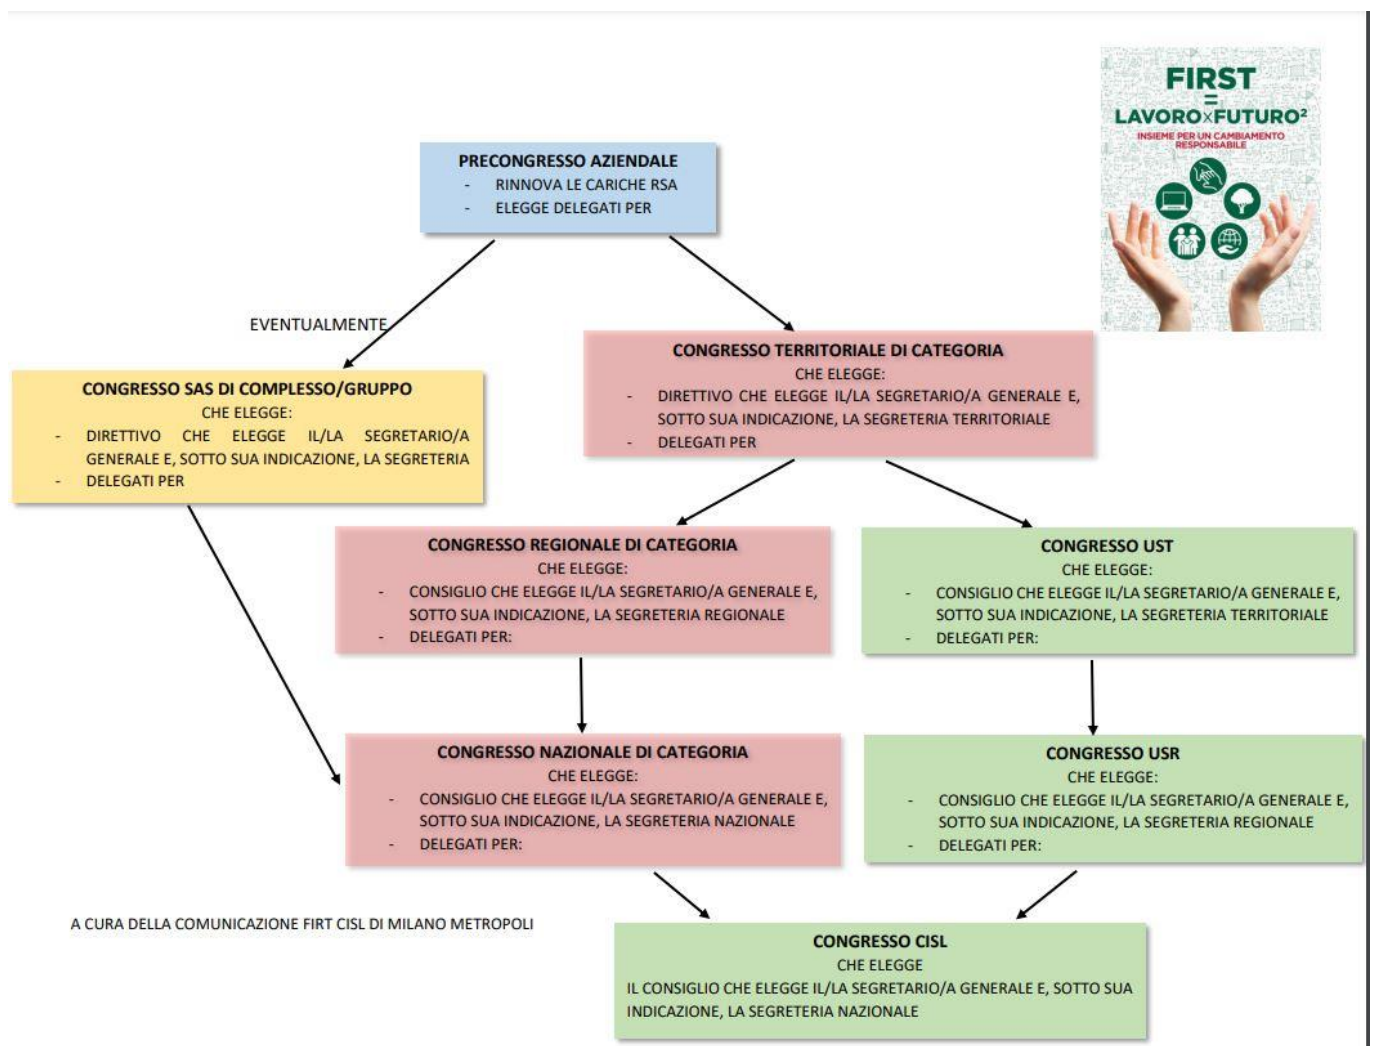 FIRST
=
LAVOROxFUTURO²
INSIEME PER UN CAMBIAMENTO
RESPONSABILE
PRECONGRESSO AZIENDALE
- RINNOVA LE CARICHE RSA
- ELEGGE DELEGATI PER
EVENTUALMENTE
CONGRESSO SAS DI COMPLESSO/GRUPPO
CHE ELEGGE:
- DIRETTIVO CHE ELEGGE IL/LA SEGRETARIO/A
GENERALE E, SOTTO SUA INDICAZIONE, LA SEGRETERIA
- DELEGATI PER
CONGRESSO TERRITORIALE DI CATEGORIA
CHE ELEGGE:
- DIRETTIVO CHE ELEGGE IL/LA SEGRETARIO/A GENERALE E,
SOTTO SUA INDICAZIONE, LA SEGRETERIA TERRITORIALE
- DELEGATI PER
CONGRESSO REGIONALE DI CATEGORIA
CHE ELEGGE:
- CONSIGLIO CHE ELEGGE IL/LA SEGRETARIO/A GENERALE E,
SOTTO SUA INDICAZIONE, LA SEGRETERIA REGIONALE
- DELEGATI PER:
CONGRESSO UST
CHE ELEGGE:
- CONSIGLIO CHE ELEGGE IL/LA SEGRETARIO/A GENERALE E,
SOTTO SUA INDICAZIONE, LA SEGRETERIA TERRITORIALE
- DELEGATI PER:
CONGRESSO NAZIONALE DI CATEGORIA
CHE ELEGGE:
- CONSIGLIO CHE ELEGGE IL/LA SEGRETARIO/A GENERALE E,
SOTTO SUA INDICAZIONE, LA SEGRETERIA NAZIONALE
- DELEGATI PER:
CONGRESSO USR
CHE ELEGGE:
- CONSIGLIO CHE ELEGGE IL/LA SEGRETARIO/A GENERALE E,
SOTTO SUA INDICAZIONE, LA SEGRETERIA REGIONALE
- DELEGATI PER:
A CURA DELLA COMUNICAZIONE FIRT CISL DI MILANO METROPOLI
CONGRESSO CISL
CHE ELEGGE
IL CONSIGLIO CHE ELEGGE IL/LA SEGRETARIO/A GENERALE E, SOTTO SUA
INDICAZIONE, LA SEGRETERIA NAZIONALE